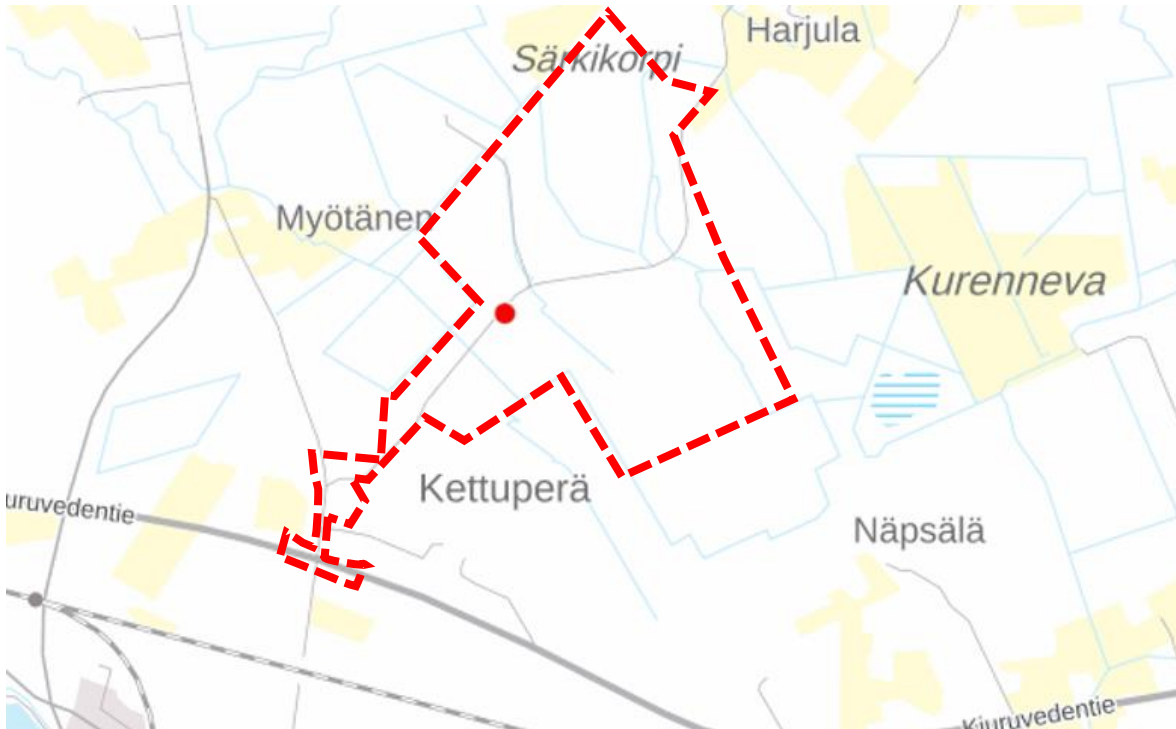 Harjula
Särkikorpi
Myötänen
Kurenneva
Kettuperä
uruvedentie
Näpsälä
Kiuruvedentie